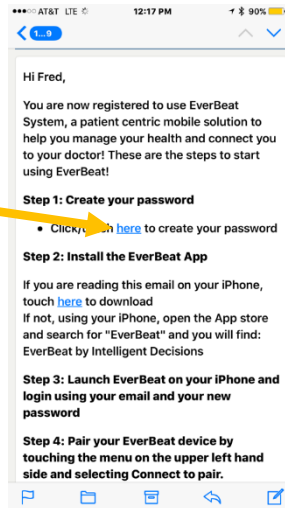 AT&T LTE 12:17 PM 90%
1...9
Hi Fred,
You are now registered to use EverBeat
System, a patient centric mobile solution to
help you manage your health and connect you
to your doctor! These are the steps to start
using EverBeat!
Step 1: Create your password
• Click/ here to create your password
Step 2: Install the EverBeat App
If you are reading this email on your iPhone,
touch here to download
If not, using your iPhone, open the App store
and search for "EverBeat" and you will find:
EverBeat by Intelligent Decisions
Step 3: Launch EverBeat on your iPhone and
login using your email and your new
password
Step 4: Pair your EverBeat device by
touching the menu on the upper left hand
side and selecting Connect to pair.